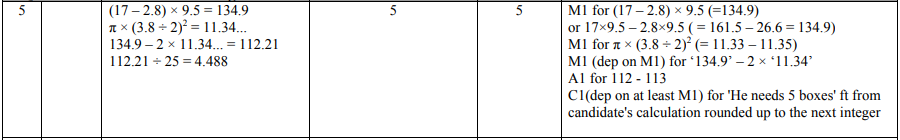 5 (17 – 2.8) × 9.5 = 134.9 5 5 M1 for (17 – 2.8) × 9.5 (=134.9)
π × (3.8 ÷ 2)² = 11.34... or 17×9.5 – 2.8×9.5 ( = 161.5 – 26.6 = 134.9)
134.9 – 2 × 11.34... = 112.21 M1 for π × (3.8 ÷ 2)² (= 11.33 – 11.35)
112.21 ÷ 25 = 4.488 M1 (dep on M1) for ‘134.9’ – 2 × ‘11.34’
A1 for 112 - 113
C1(dep on at least M1) for 'He needs 5 boxes' ft from
candidate's calculation rounded up to the next integer